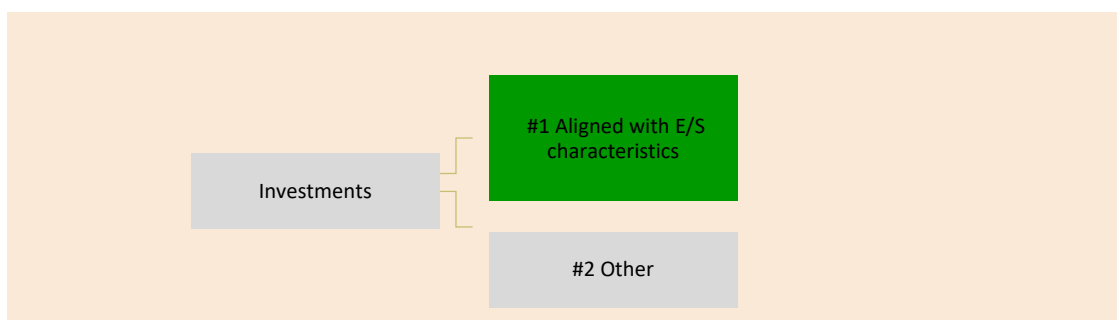 #1 Aligned with E/S
characteristics
Investments
#2 Other